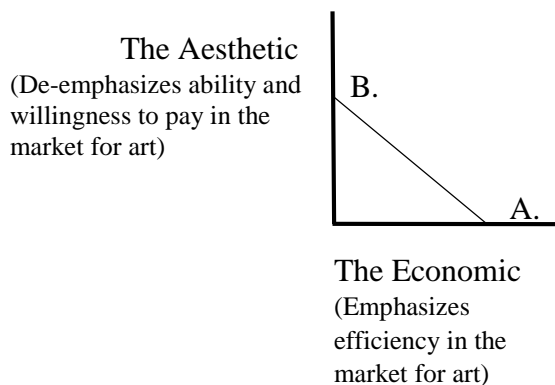 The Aesthetic
(De-emphasizes ability and
willingness to pay in the
market for art)
B.
A.
The Economic
(Emphasizes
efficiency in the
market for art)